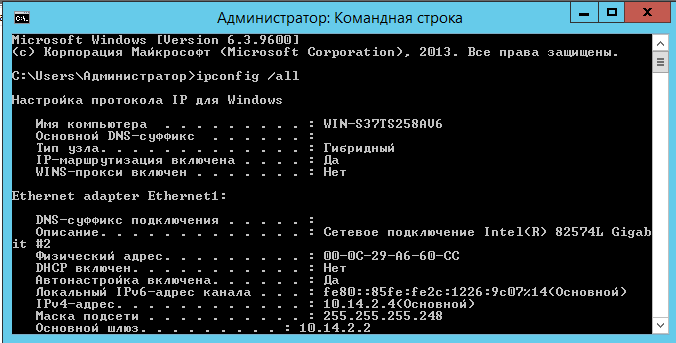 Администратор: Командная строка
Microsoft Windows [Version 6.3.9600]
(c) Корпорация Майкрософт (Microsoft Corporation), 2013. Все права защищены.
C:\Users\Администратор>ipconfig /all
Настройка протокола IP для Windows
Имя компьютера . . . . . . . . . : WIN-S37TS258AV6
Основной DNS-суффикс . . . . . . :
Тип узла. . . . . . . . . . . . . : Гибридный
IP-маршрутизация включена . . . . : Да
WINS-прокси включен . . . . . . . : Нет
Ethernet adapter Ethernet1:
DNS-суффикс подключения . . . . . :
Описание. . . . . . . . . . . . . : Сетевое подключение Intel(R) 82574L Gigab
it #2
Физический адрес. . . . . . . . . : 00-0C-29-A6-60-CC
DHCP включен. . . . . . . . . . . : Нет
Автонастройка включена. . . . . . : Да
Локальный IPv6-адрес канала . . . : fe80::85fe:fe2c:1226:9c07%14(Основной)
IPv4-адрес. . . . . . . . . . . . : 10.14.2.4(Основной)
Маска подсети . . . . . . . . . . : 255.255.255.248
Основной шлюз. . . . . . . . . : 10.14.2.2